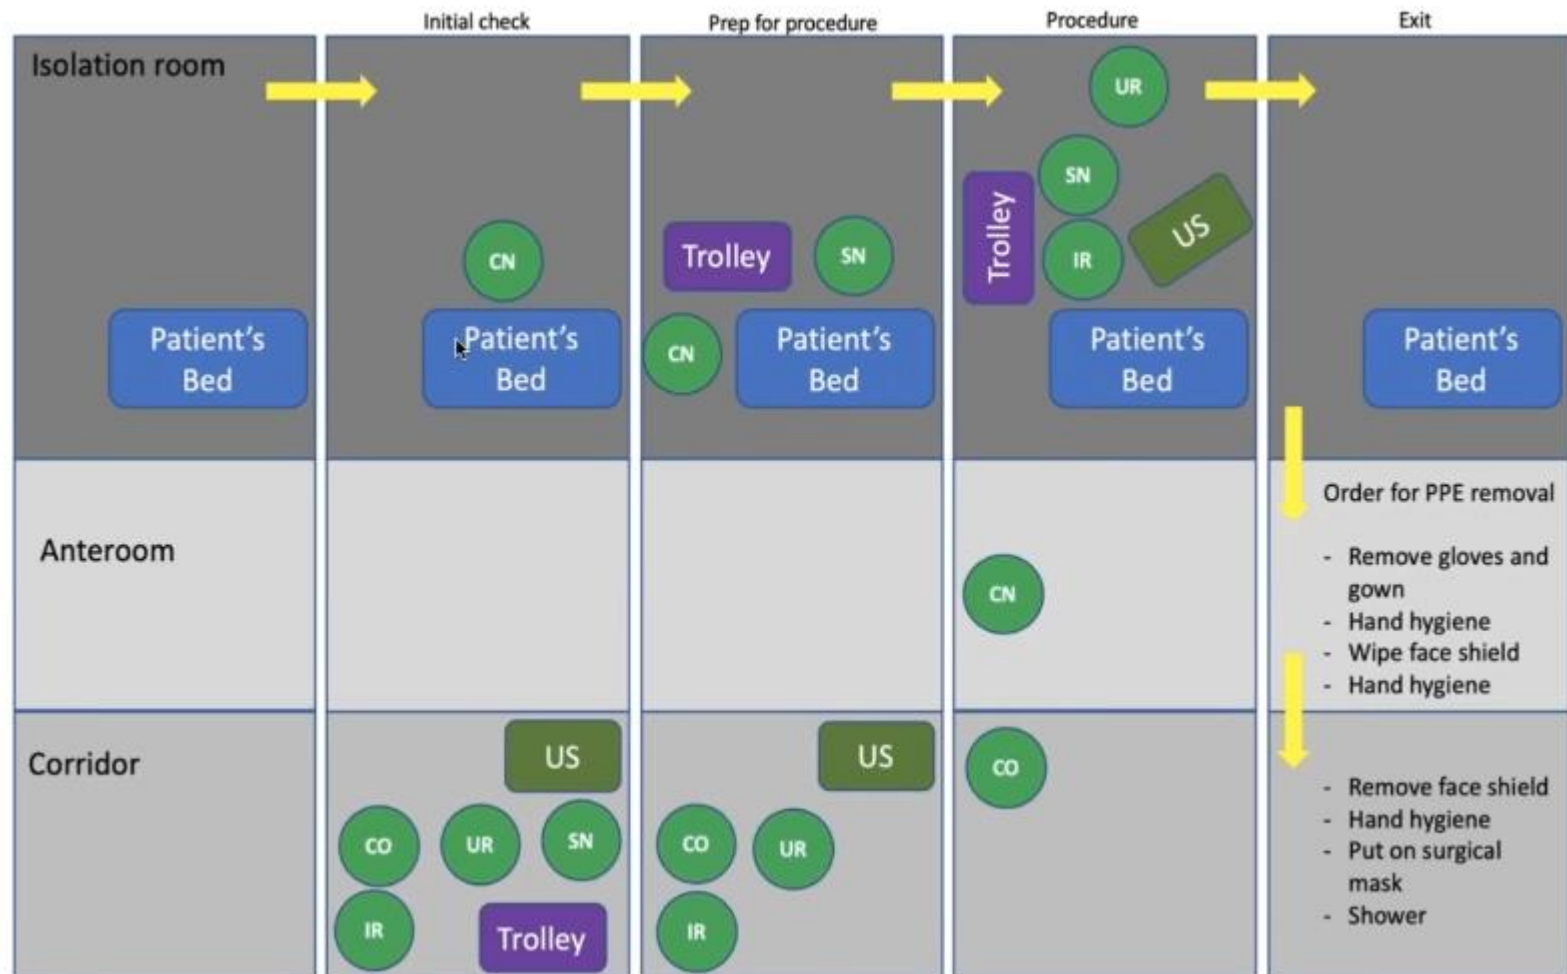 Initial check
Prep for procedure
Procedure
Exit
Isolation room
Patient's
Bed
CN
Patient's
Bed
Trolley
SN
CN
Patient's
Bed
UR
SN
Trolley
IR
US
Patient's
Bed
Patient's
Bed
Anteroom
CN
Order for PPE removal
- Remove gloves and
gown
- Hand hygiene
- Wipe face shield
- Hand hygiene
Corridor
US
CO
UR
SN
IR
Trolley
US
CO
UR
IR
CO
- Remove face shield
- Hand hygiene
- Put on surgical
mask
- Shower